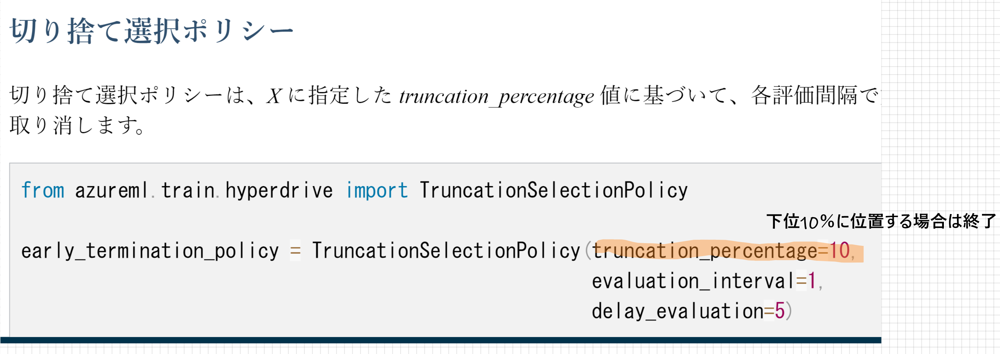 切り捨て選択ポリシー
切り捨て選択ポリシーは、X に指定した truncation_percentage 値に基づいて、各評価間隔で
取り消します。
from azureml.train.hyperdrive import TruncationSelectionPolicy
下位10%に位置する場合は終了
early_termination_policy = TruncationSelectionPolicy(truncation_percentage=10,
evaluation_interval=1,
delay_evaluation=5)